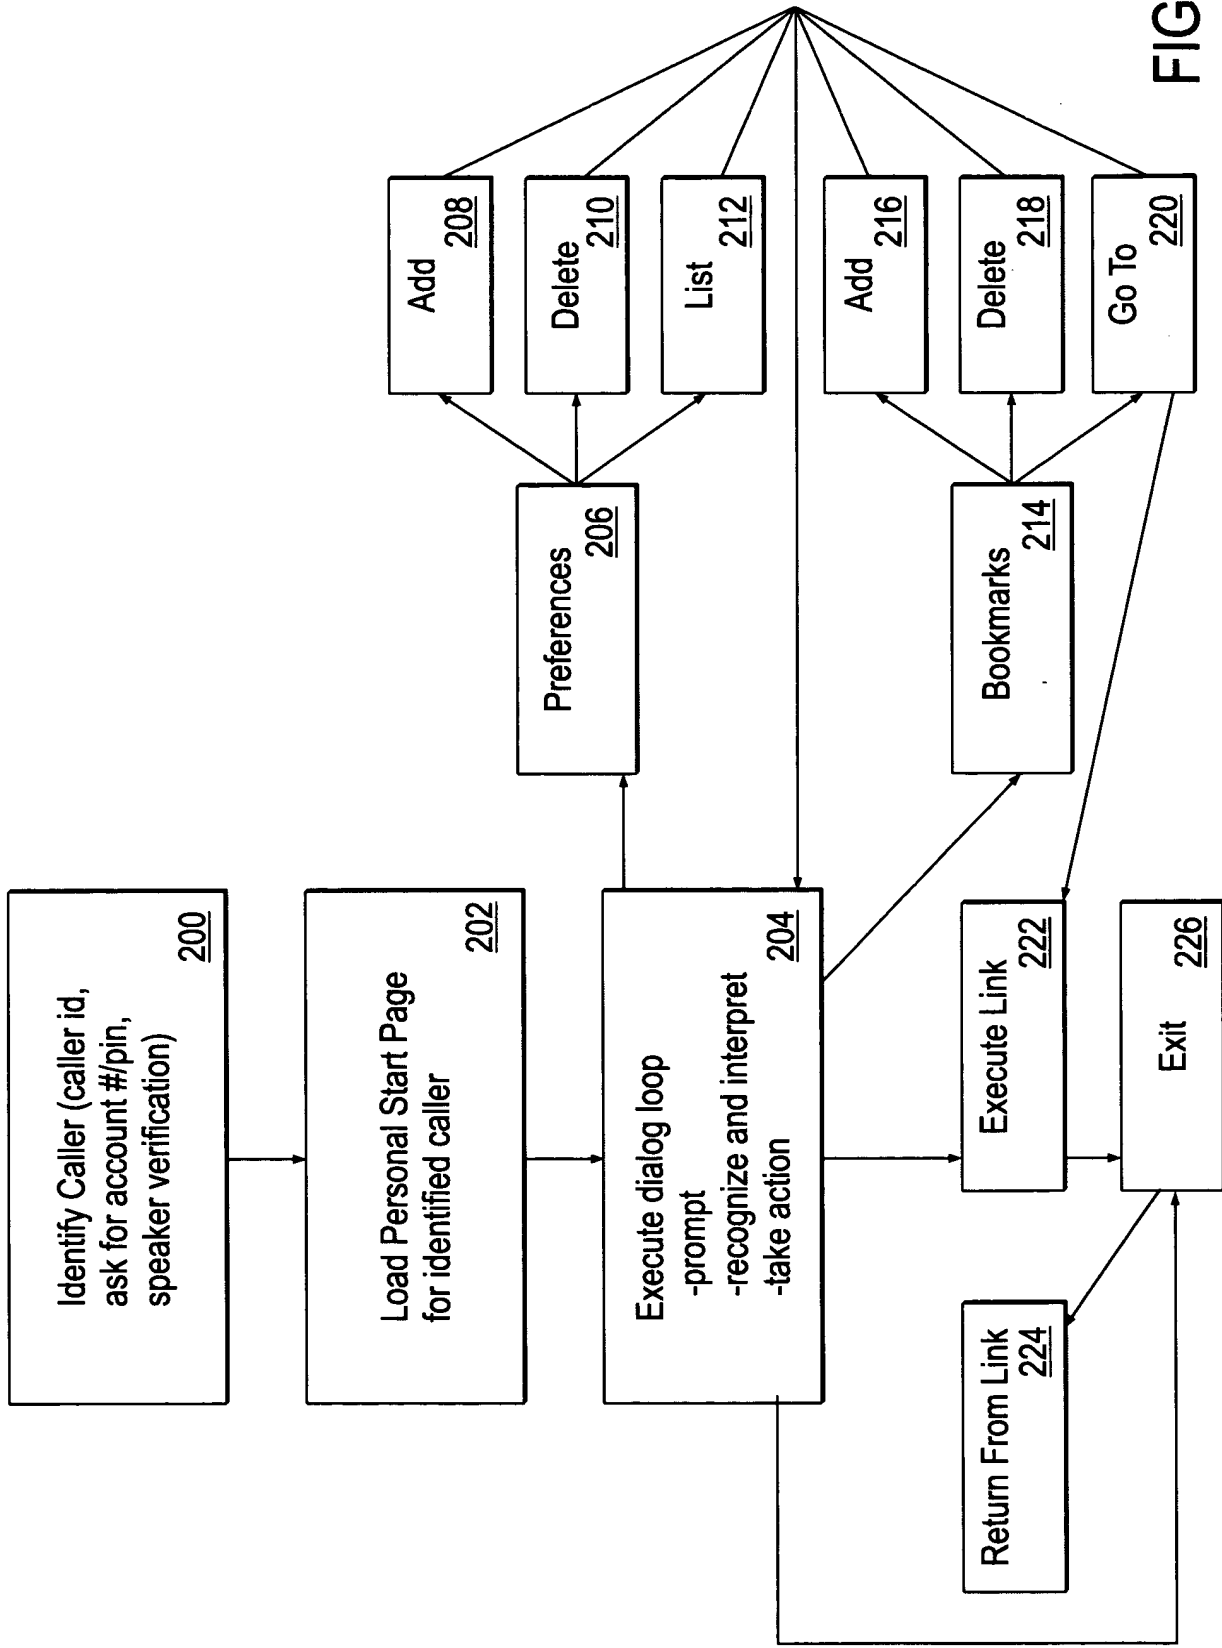 Identify Caller (caller id,
ask for account #/pin,
speaker verification)
200
Load Personal Start Page
for identified caller
202
Execute dialog loop
-prompt
-recognize and interpret
-take action
204
Preferences
206
Add
208
Delete
210
List
212
Bookmarks
214
Add
216
Delete
218
Go To
220
Execute Link
222
Return From Link
224
Exit
226
FIG